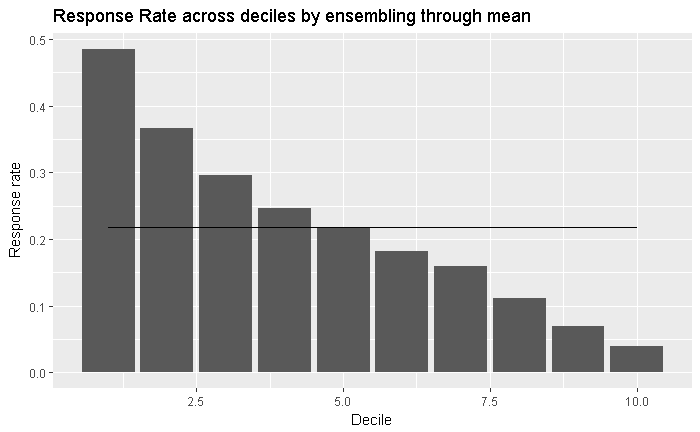 Response Rate across deciles by ensembling through mean
0.5
0.4
0.3
0.2
0.1
0.0
Response rate
2.5 5.0 7.5 10.0
Decile